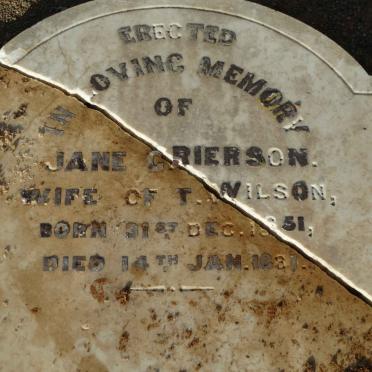 ERECTED
IN LOVING MEMORY
OF
JANE GRIERSON.
WIFE OF T. WILSON,
BORN 31ST DEC. 1851,
DIED 14TH JAN. 1881.